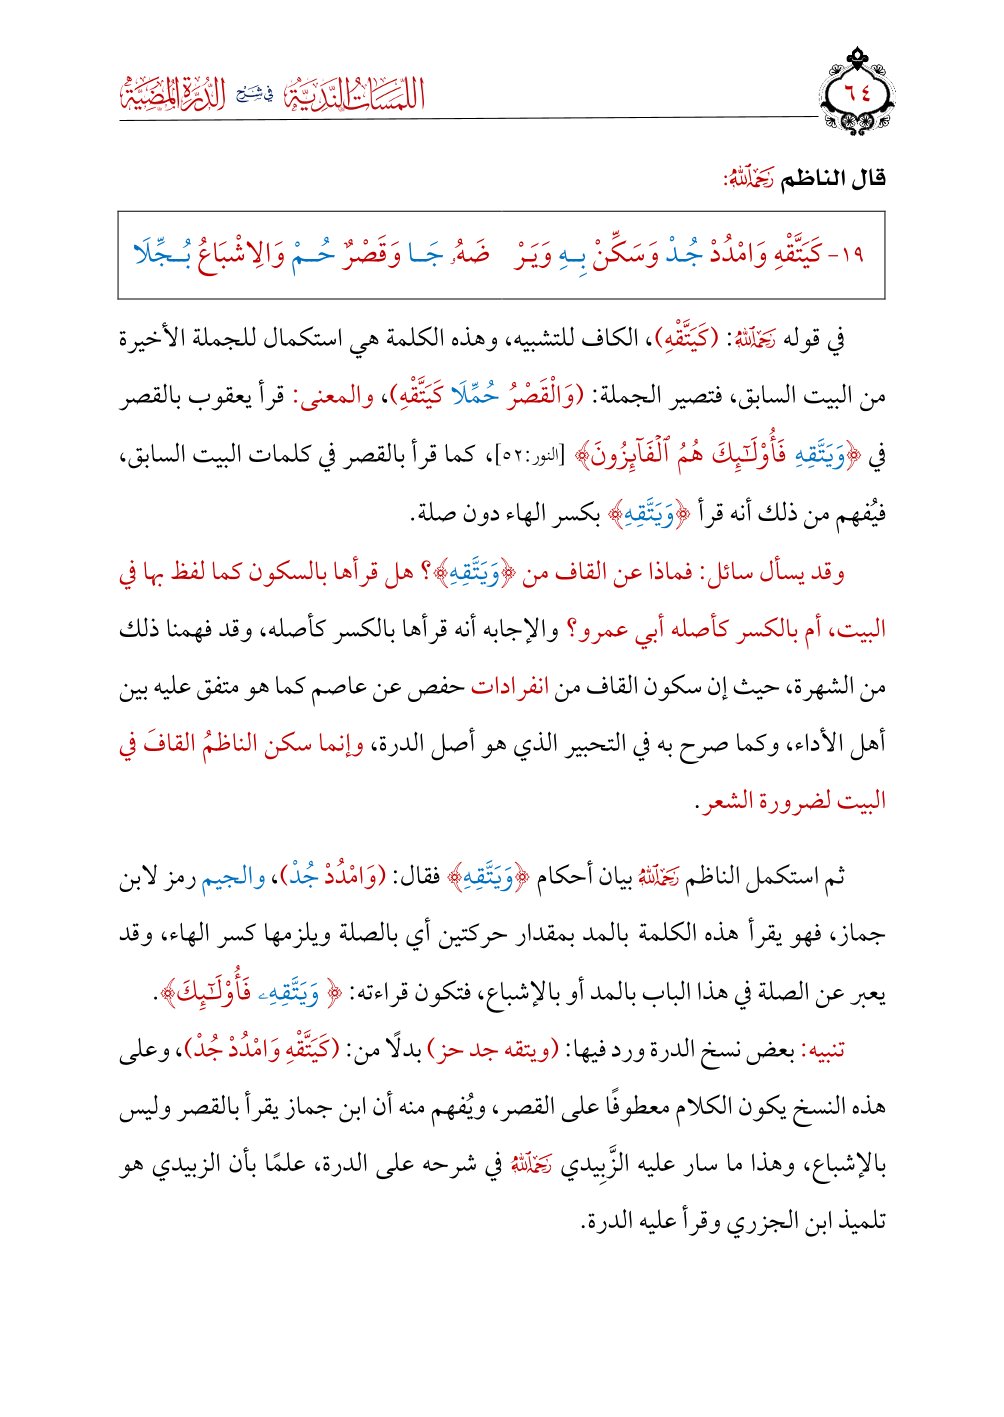 ٦٤
اللمسات الندية في شرح الدرة المضية
قال الناظم رَحِمَهُ ٱللَّهُ:
١٩- كَيَتَّقْهِ وَامْدُدْ جُدْ وَسَكِّنْ بِهِ وَيَرْ ضَهُۥ جَا وَقَصْرٌ حُمْ وَالِاشْبَاعُ بُجِّلَا
في قوله رَحِمَهُ ٱللَّهُ: (كَيَتَّقْهِ)، الكاف للتشبيه، وهذه الكلمة هي استكمال للجملة الأخيرة
من البيت السابق، فتصير الجملة: (وَالْقَصْرُ حُمِّلَا كَيَتَّقْهِ)، والمعنى: قرأ يعقوب بالقصر
في ﴿وَيَتَّقِهِ فَأُوْلَٰٓئِكَ هُمُ ٱلْفَآئِزُونَ﴾ [النور:٥٢]، كما قرأ بالقصر في كلمات البيت السابق،
فيُفهم من ذلك أنه قرأ ﴿وَيَتَّقِهِ﴾ بكسر الهاء دون صلة.
وقد يسأل سائل: فماذا عن القاف من ﴿وَيَتَّقِهِ﴾؟ هل قرأها بالسكون كما لفظ بها في
البيت، أم بالكسر كأصله أبي عمرو؟ والإجابه أنه قرأها بالكسر كأصله، وقد فهمنا ذلك
من الشهرة، حيث إن سكون القاف من انفرادات حفص عن عاصم كما هو متفق عليه بين
أهل الأداء، وكما صرح به في التحبير الذي هو أصل الدرة، وإنما سكن الناظمُ القافَ في
البيت لضرورة الشعر.
ثم استكمل الناظم رَحِمَهُ ٱللَّهُ بيان أحكام ﴿وَيَتَّقِهِ﴾ فقال: (وَامْدُدْ جُدْ)، والجيم رمز لابن
جماز، فهو يقرأ هذه الكلمة بالمد بمقدار حركتين أي بالصلة ويلزمها كسر الهاء، وقد
يعبر عن الصلة في هذا الباب بالمد أو بالإشباع، فتكون قراءته: ﴿ وَيَتَّقِهِۦ فَأُوْلَٰٓئِكَ﴾.
تنبيه: بعض نسخ الدرة ورد فيها: (ويتقه جد حز) بدلًا من: (كَيَتَّقْهِ وَامْدُدْ جُدْ)، وعلى
هذه النسخ يكون الكلام معطوفًا على القصر، ويُفهم منه أن ابن جماز يقرأ بالقصر وليس
بالإشباع، وهذا ما سار عليه الزَّبِيدي رَحِمَهُ ٱللَّهُ في شرحه على الدرة، علمًا بأن الزبيدي هو
تلميذ ابن الجزري وقرأ عليه الدرة.